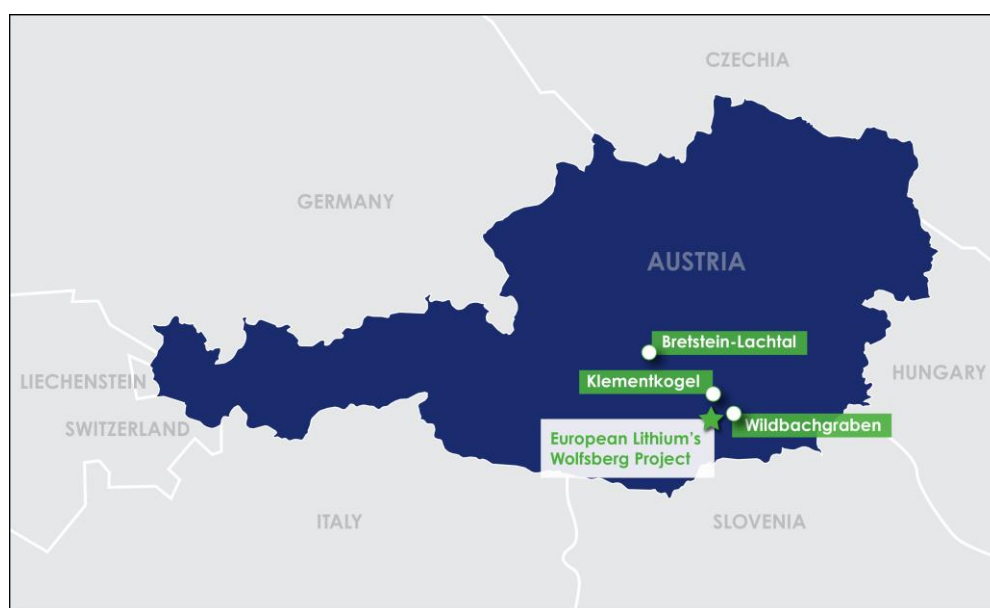 CZECHIA
GERMANY
AUSTRIA
Bretstein-Lachtal
LIECHENSTEIN
Klementkogel
HUNGARY
SWITZERLAND
Wildbachgraben
European Lithium's
Wolfsberg Project
ITALY
SLOVENIA